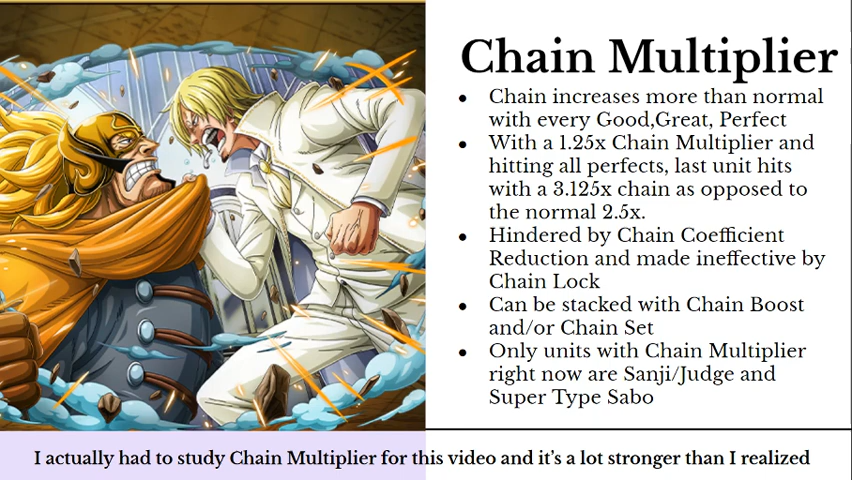 Chain Multiplier
• Chain increases more than normal
with every Good,Great, Perfect
• With a 1.25x Chain Multiplier and
hitting all perfects, last unit hits
with a 3.125x chain as opposed to
the normal 2.5x.
• Hindered by Chain Coefficient
Reduction and made ineffective by
Chain Lock
• Can be stacked with Chain Boost
and/or Chain Set
• Only units with Chain Multiplier
right now are Sanji/Judge and
Super Type Sabo
I actually had to study Chain Multiplier for this video and it's a lot stronger than I realized